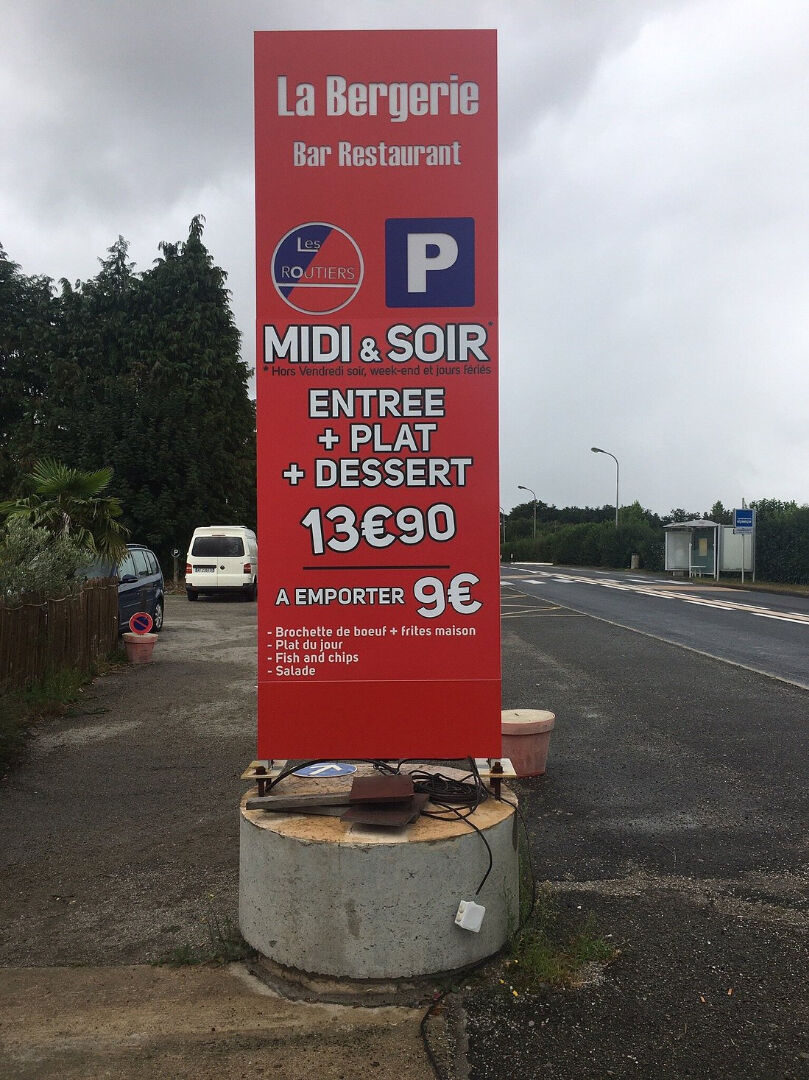 La Bergerie
Bar Restaurant
Les
ROUTIERS
P
MIDI & SOIR*
* Hors Vendredi soir, week-end et jours fériés
ENTREE
+ PLAT
+ DESSERT
13€90
A EMPORTER 9€
- Brochette de boeuf + frites maison
- Plat du jour
- Fish and chips
- Salade